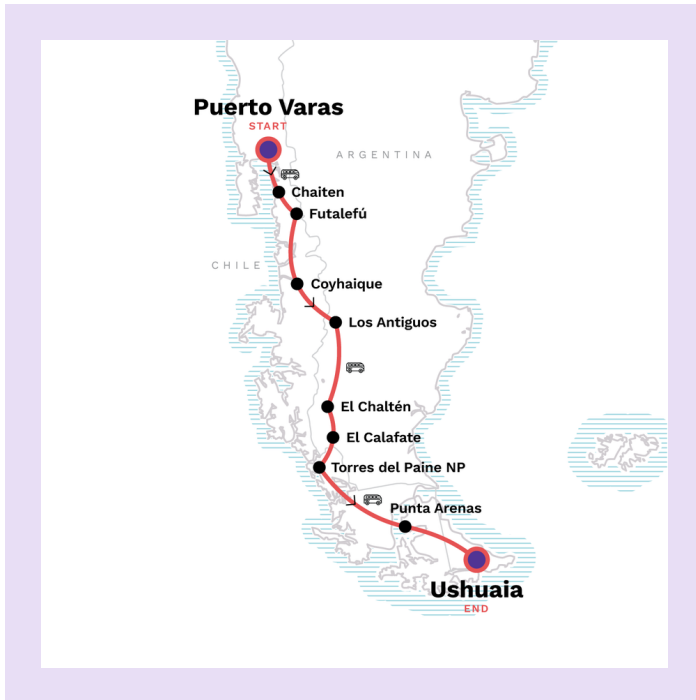 Puerto Varas
START
ARGENTINA
Chaiten
Futalefú
CHILE
Coyhaique
Los Antiguos
El Chaltén
El Calafate
Torres del Paine NP
Punta Arenas
Ushuaia
END